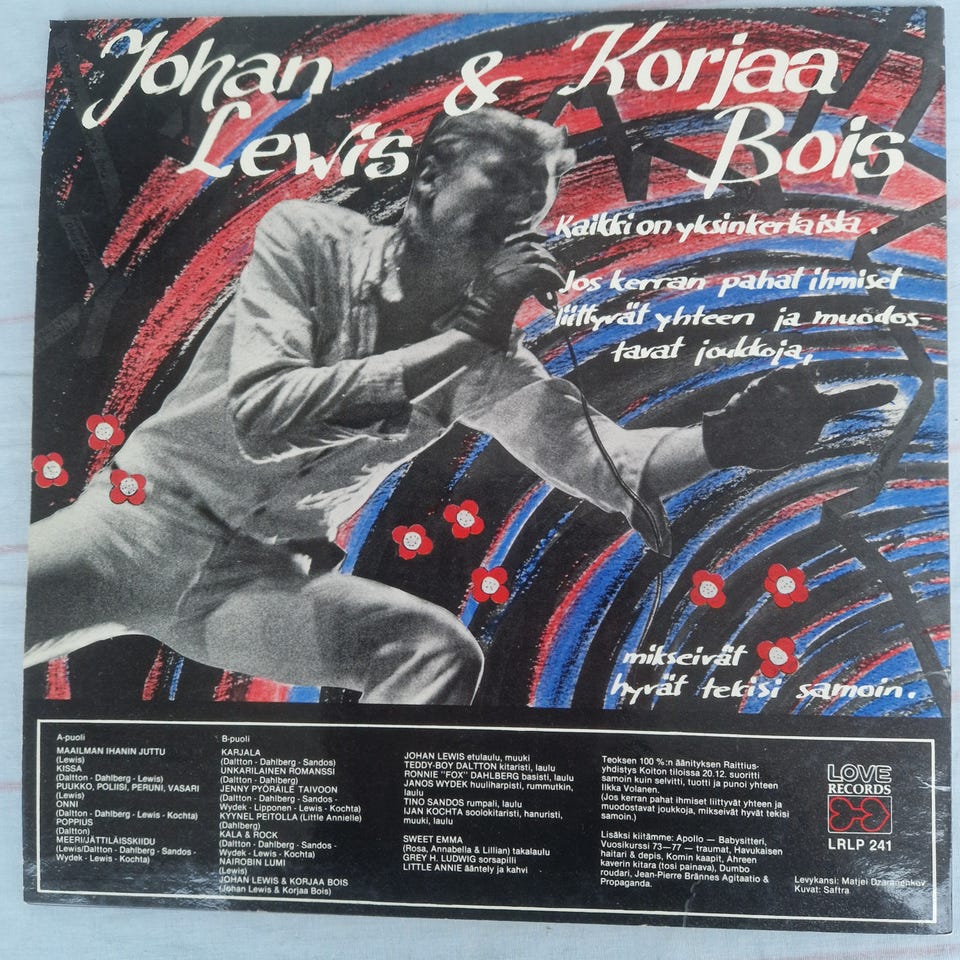 Johan & Korjaa
Lewis Bois
Kaikki on yksinkertaista.
Jos kerran pahat ihmiset
liittyvät yhteen ja muodos-
tavat joukkoja,
mikseivät
hyvät tekisi samoin.
A-puoli
MAAILMAN IHANIN JUTTU
(Lewis)
KISSA
(Daltton - Dahlberg - Lewis)
PUUKKO, POLIISI, PERUNI, VASARI
(Lewis)
ONNI
(Daltton - Dahlberg - Lewis - Kochta)
POPPIUS
(Daltton)
MEERI/JÄTTILÄISSKIIDU
(Lewis/Daltton - Dahlberg - Sandos -
Wydek - Lewis - Kochta)
B-puoli
KARJALA
(Daltton - Dahlberg - Sandos)
UNKARILAINEN ROMANSSI
(Daltton - Dahlberg)
JENNY PYÖRÄILE TAIVOON
(Daltton - Dahlberg - Sandos -
Wydek - Lipponen - Lewis - Kochta)
KYYNEL PEITOLLA (Little Annielle)
(Dahlberg)
KALA & ROCK
(Daltton - Dahlberg - Sandos -
Wydek - Lewis - Kochta)
NAIROBIN LUMI
(Lewis)
JOHAN LEWIS & KORJAA BOIS
(Johan Lewis & Korjaa Bois)
JOHAN LEWIS etulaulu, muuki
TEDDY-BOY DALTTON kitaristi, laulu
RONNIE "FOX" DAHLBERG basisti, laulu
JANOS WYDEK huuliharpisti, rummutkin,
laulu
TINO SANDOS rumpali, laulu
IJAN KOCHTA soolokitaristi, hanuristi,
muuki, laulu
SWEET EMMA
(Rosa, Annabella & Lillian) takalaulu
GREY H. LUDWIG sorsapilli
LITTLE ANNIE ääntely ja kahvi
Teoksen 100 %:n äänityksen Raittius-
yhdistys Koiton tiloissa 20.12. suoritti
samoin kuin selvitti, tuotti ja punoi yhteen
Ilkka Volanen.
(Jos kerran pahat ihmiset liittyvät yhteen ja
muodostavat joukkoja, mikseivät hyvät tekisi
samoin.)
Lisäksi kiitämme: Apollo — Babysitteri,
Vuosikurssi 73—77 — traumat, Havukaisen
haitari & depis, Komin kaapit, Ahreen
kaverin kitara (tosi painava), Dumbo
roudari, Jean-Pierre Brännes Agitaatio &
Propaganda.
LOVE
RECORDS
LRLP 241
Levykansi: Matjei Dzaranenkov
Kuvat: Saftra